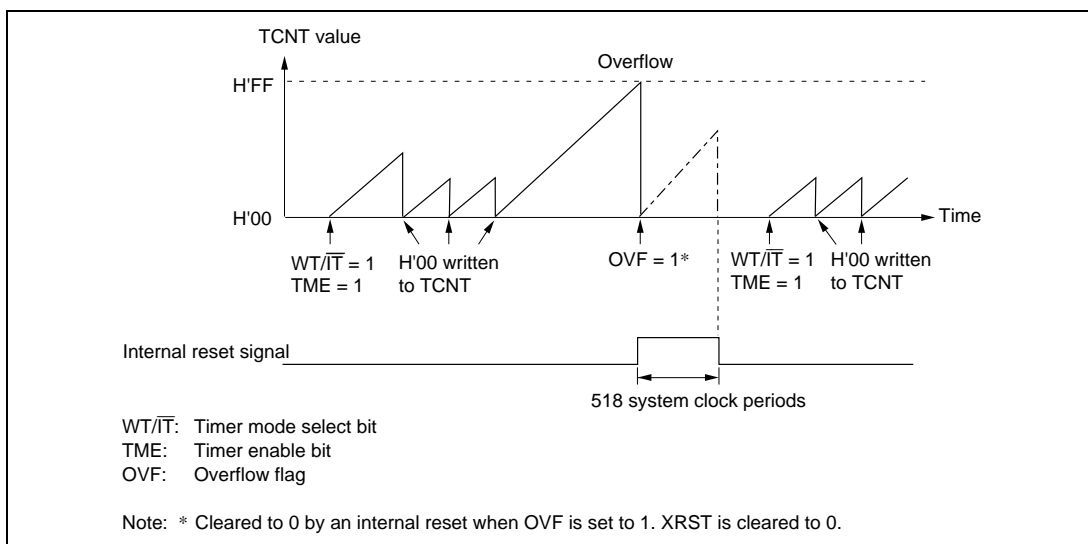 TCNT value
Overflow
H'FF
H'00
Time
WT/I̅T̅ = 1
TME = 1
H'00 written
to TCNT
OVF = 1*
WT/I̅T̅ = 1
TME = 1
H'00 written
to TCNT
Internal reset signal
518 system clock periods
WT/I̅T̅: Timer mode select bit
TME: Timer enable bit
OVF: Overflow flag
Note: * Cleared to 0 by an internal reset when OVF is set to 1. XRST is cleared to 0.